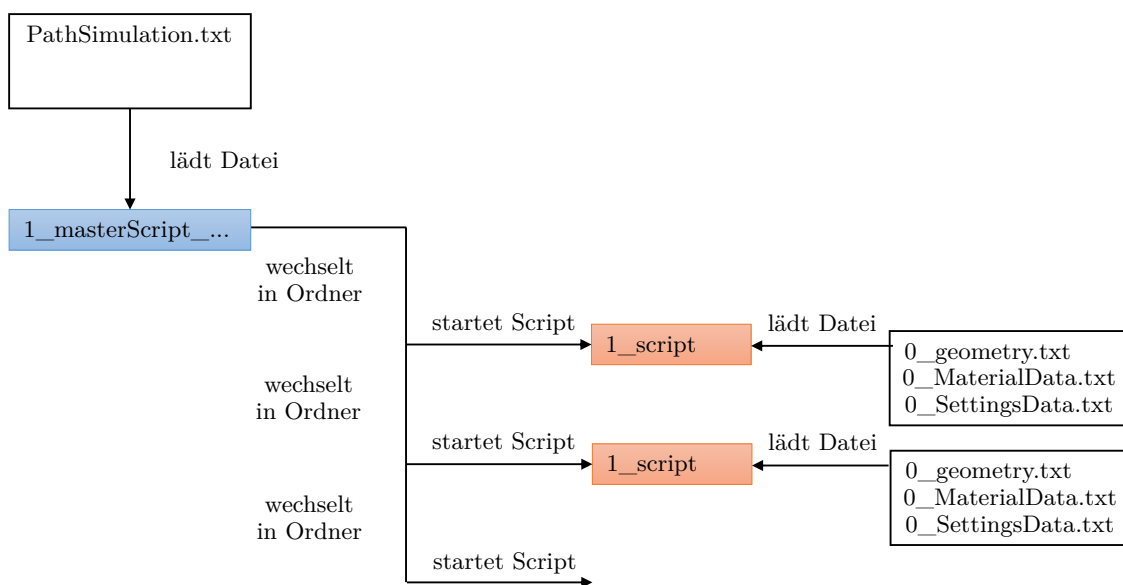 PathSimulation.txt
lädt Datei
1_masterScript_...
wechselt
in Ordner
startet Script
1_script
lädt Datei
0_geometry.txt
0_MaterialData.txt
0_SettingsData.txt
wechselt
in Ordner
startet Script
1_script
lädt Datei
0_geometry.txt
0_MaterialData.txt
0_SettingsData.txt
wechselt
in Ordner
startet Script